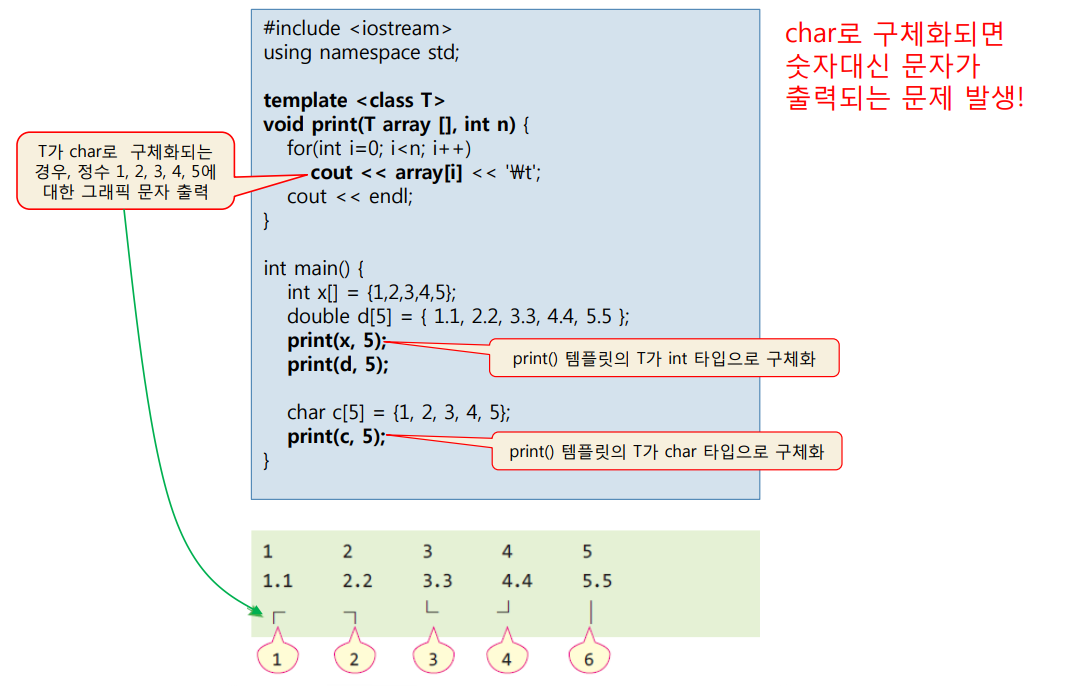 #include <iostream>
using namespace std;
template <class T>
void print(T array [], int n) {
for(int i=0; i<n; i++)
cout << array[i] << '₩t';
cout << endl;
}
int main() {
int x[] = {1,2,3,4,5};
double d[5] = { 1.1, 2.2, 3.3, 4.4, 5.5 };
print(x, 5);
print(d, 5);
char c[5] = {1, 2, 3, 4, 5};
print(c, 5);
}
char로 구체화되면
숫자대신 문자가
출력되는 문제 발생!
T가 char로 구체화되는
경우, 정수 1, 2, 3, 4, 5에
대한 그래픽 문자 출력
print() 템플릿의 T가 int 타입으로 구체화
print() 템플릿의 T가 char 타입으로 구체화
1 2 3 4 5
1.1 2.2 3.3 4.4 5.5
┌ ┐ └ ┘ │
1 2 3 4 6